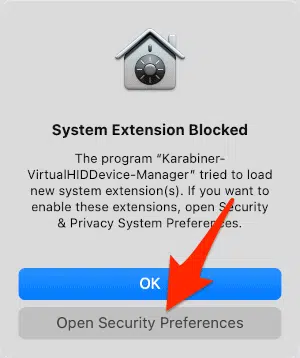 System Extension Blocked
The program “Karabiner-
VirtualHIDDevice-Manager” tried to load
new system extension(s). If you want to
enable these extensions, open Security
& Privacy System Preferences.
OK
Open Security Preferences